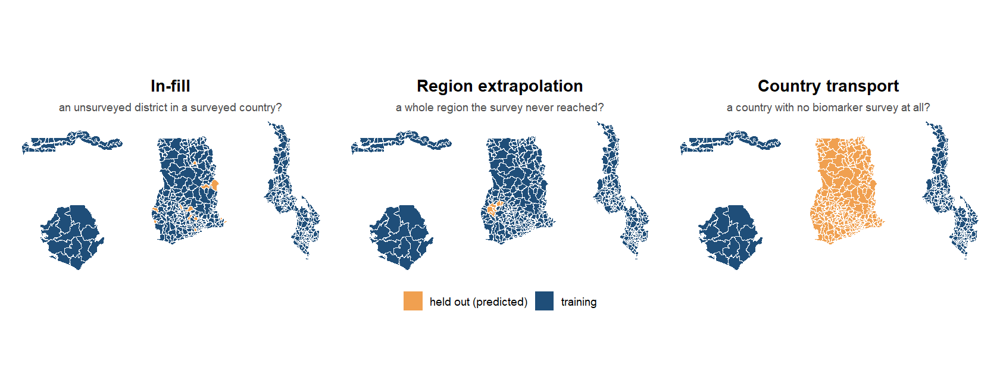 In-fill
an unsurveyed district in a surveyed country?
Region extrapolation
a whole region the survey never reached?
Country transport
a country with no biomarker survey at all?
held out (predicted)
training